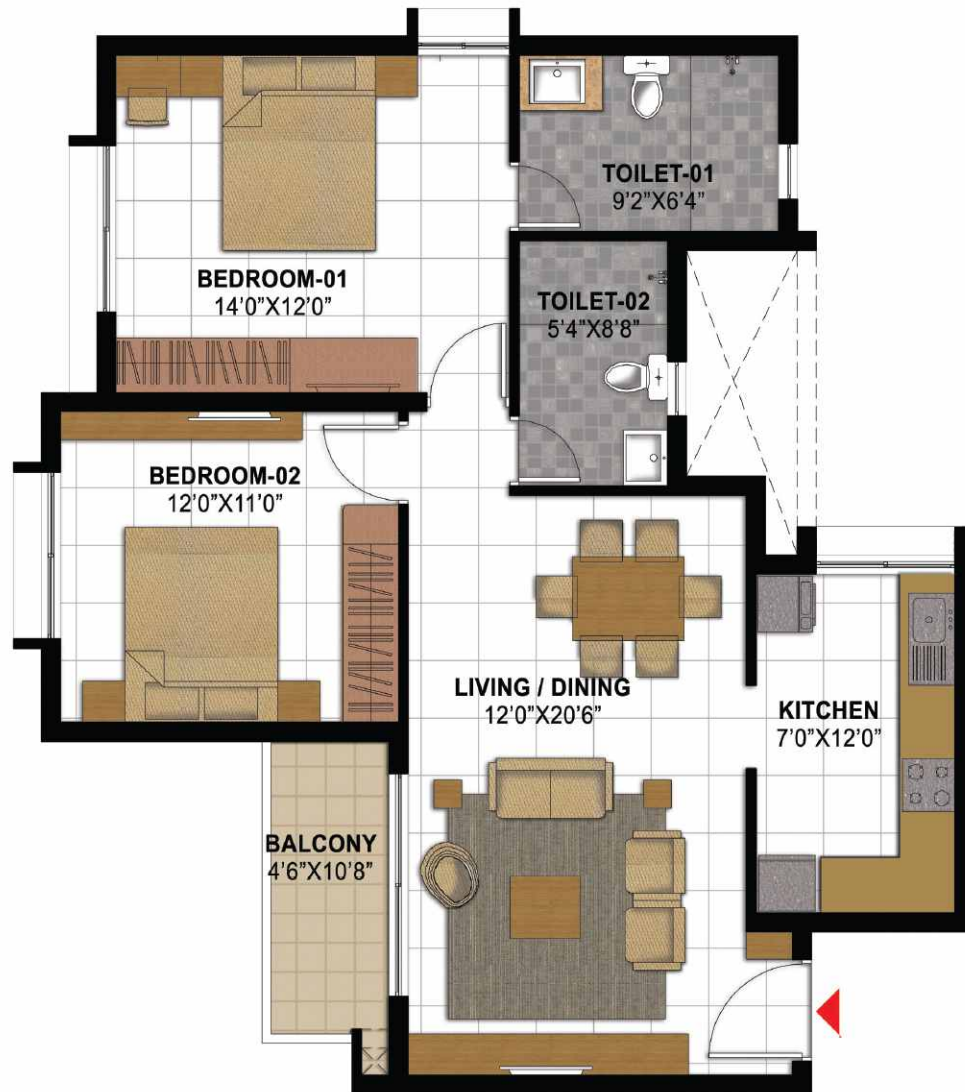 TOILET-01
9'2”X6'4”
BEDROOM-01
14'0”X12'0”
TOILET-02
5'4”X8'8”
BEDROOM-02
12'0”X11'0”
LIVING / DINING
12'0”X20'6”
KITCHEN
7'0”X12'0”
BALCONY
4'6”X10'8”